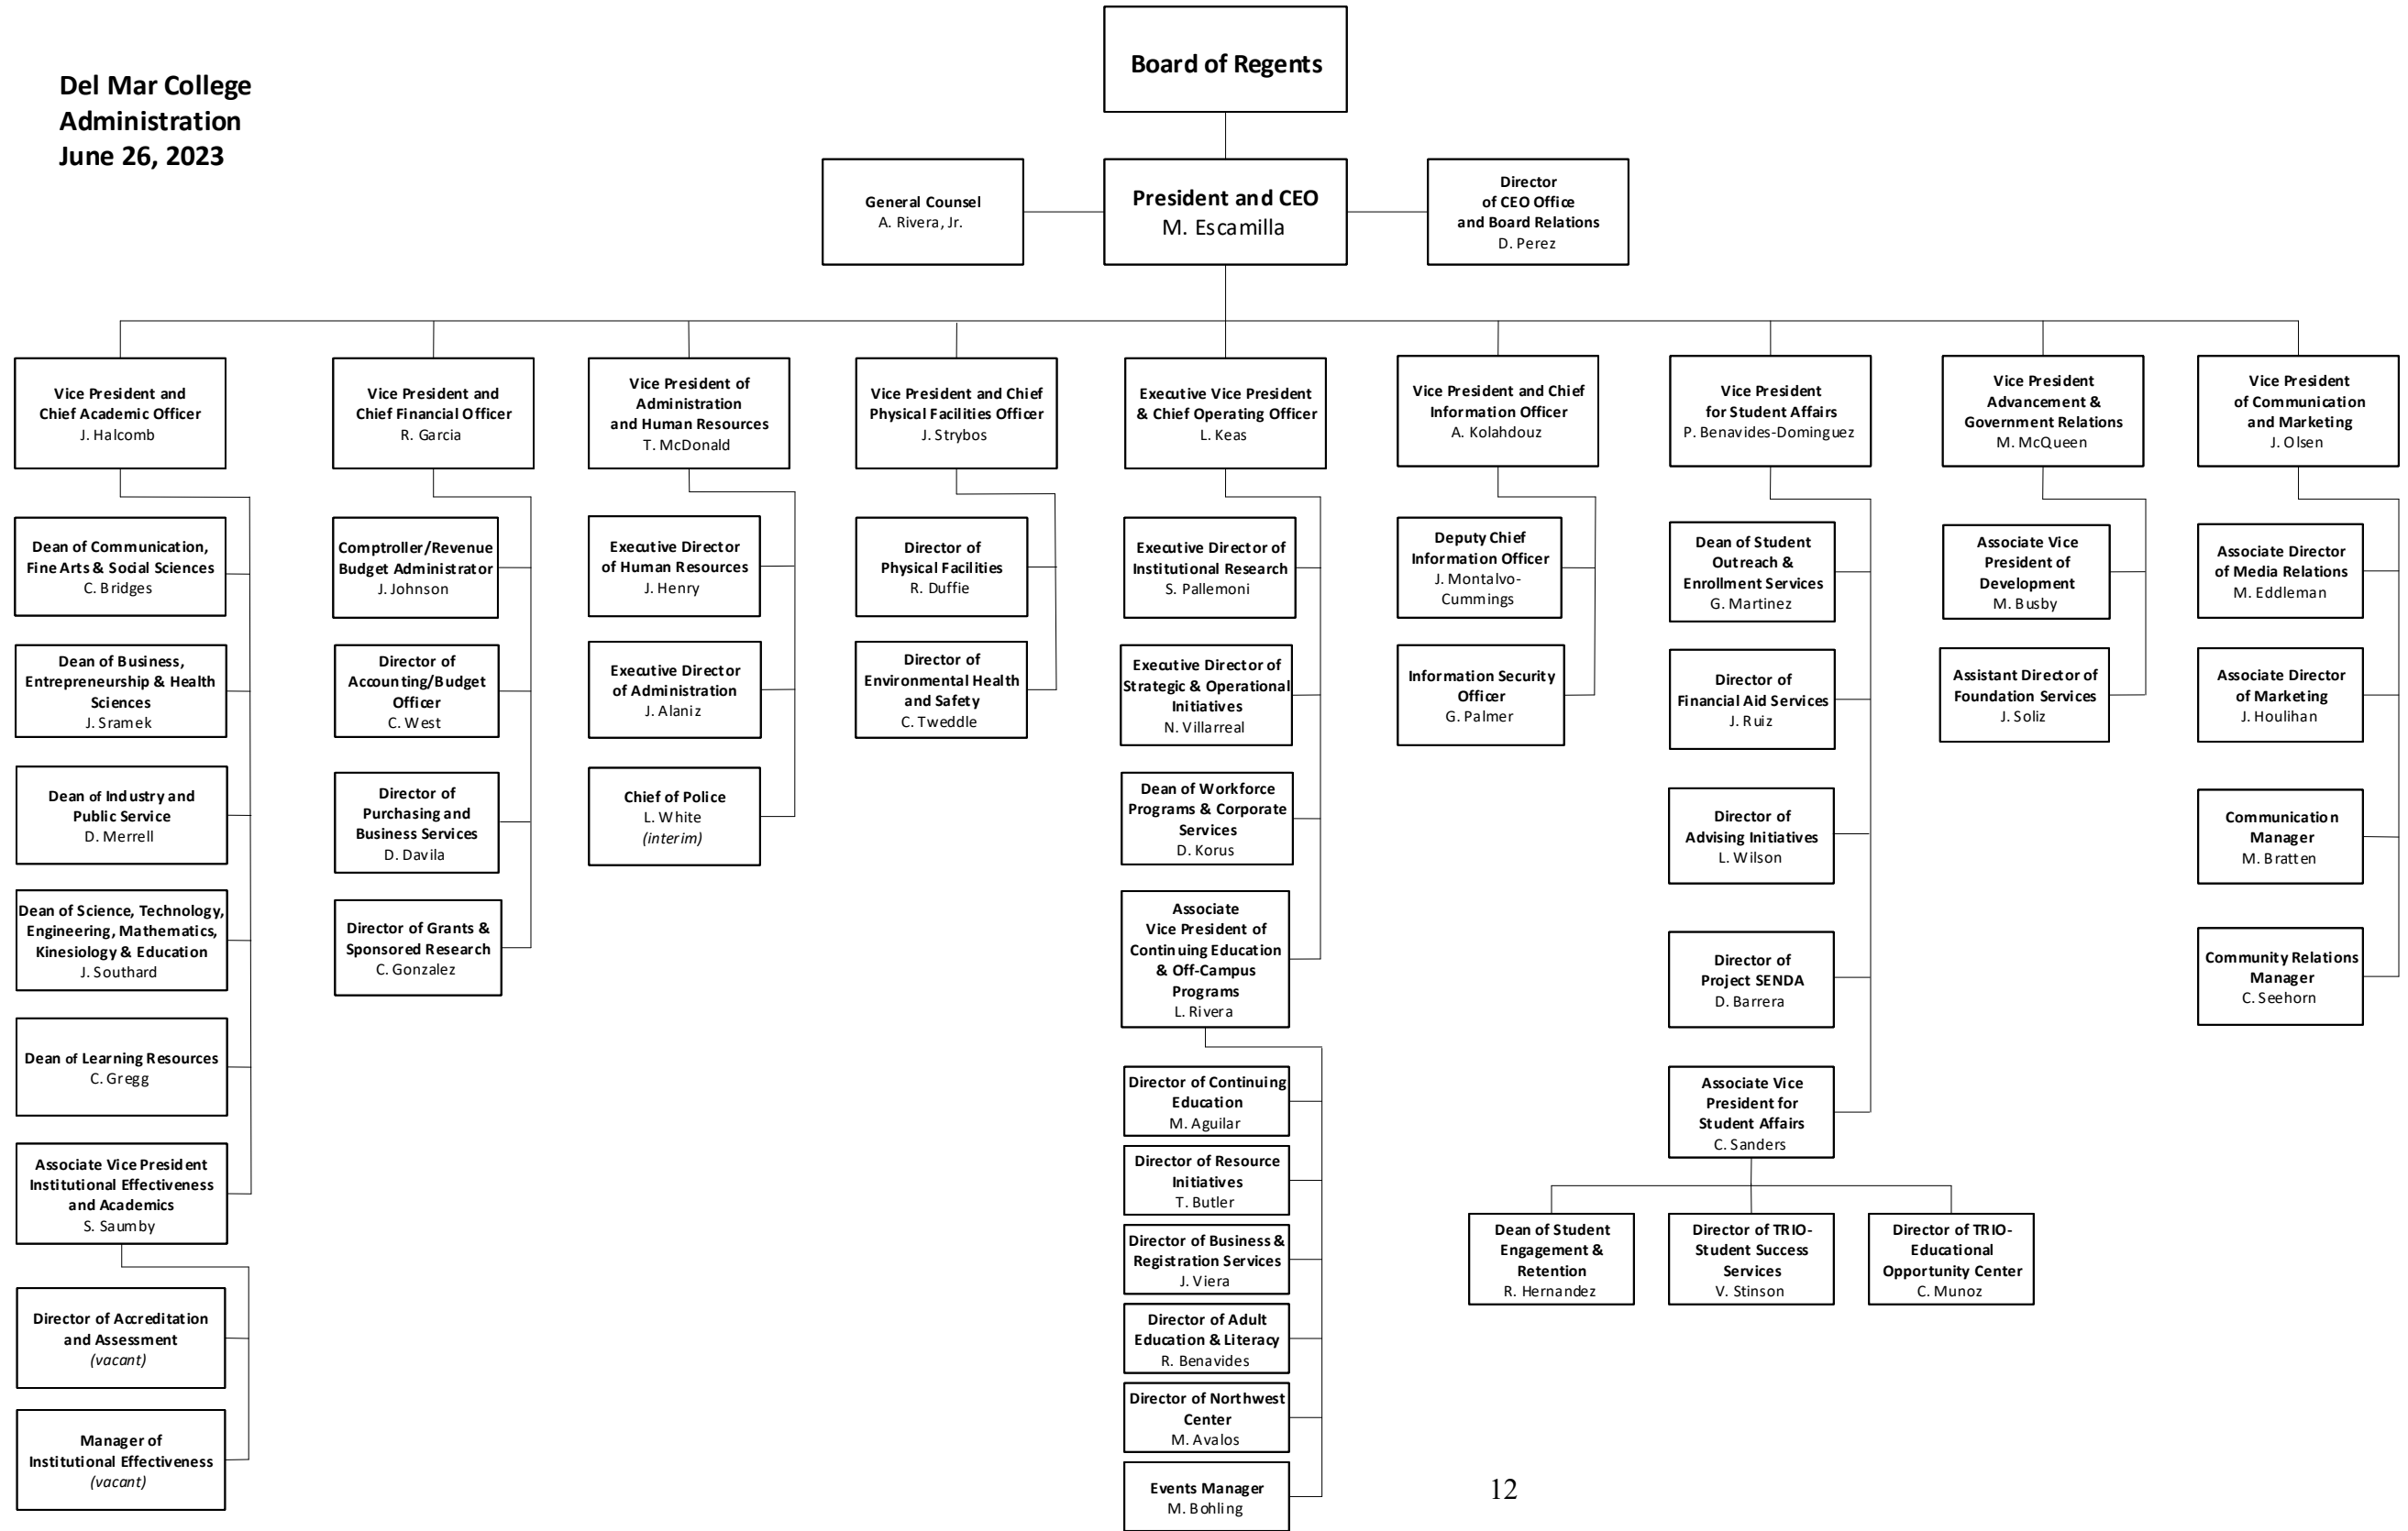 Del Mar College
Administration
June 26, 2023
Board of Regents
General Counsel
A. Rivera, Jr.
President and CEO
M. Escamilla
Director
of CEO Office
and Board Relations
D. Perez
Vice President and
Chief Academic Officer
J. Halcomb
Vice President and
Chief Financial Officer
R. Garcia
Vice President of
Administration
and Human Resources
T. McDonald
Vice President and Chief
Physical Facilities Officer
J. Strybos
Executive Vice President
& Chief Operating Officer
L. Keas
Vice President and Chief
Information Officer
A. Kolahdouz
Vice President
for Student Affairs
P. Benavides-Dominguez
Vice President
Advancement &
Government Relations
M. McQueen
Vice President
of Communication
and Marketing
J. Olsen
Dean of Communication,
Fine Arts & Social Sciences
C. Bridges
Dean of Business,
Entrepreneurship & Health
Sciences
J. Sramek
Dean of Industry and
Public Service
D. Merrell
Dean of Science, Technology,
Engineering, Mathematics,
Kinesiology & Education
J. Southard
Dean of Learning Resources
C. Gregg
Associate Vice President
Institutional Effectiveness
and Academics
S. Saumby
Director of Accreditation
and Assessment
(vacant)
Manager of
Institutional Effectiveness
(vacant)
Comptroller/Revenue
Budget Administrator
J. Johnson
Director of
Accounting/Budget
Officer
C. West
Director of
Purchasing and
Business Services
D. Davila
Director of Grants &
Sponsored Research
C. Gonzalez
Executive Director
of Human Resources
J. Henry
Executive Director
of Administration
J. Alaniz
Chief of Police
L. White
(interim)
Director of
Physical Facilities
R. Duffie
Director of
Environmental Health
and Safety
C. Tweddle
Executive Director of
Institutional Research
S. Pallemoni
Executive Director of
Strategic & Operational
Initiatives
N. Villarreal
Dean of Workforce
Programs & Corporate
Services
D. Korus
Associate
Vice President of
Continuing Education
& Off-Campus
Programs
L. Rivera
Director of Continuing
Education
M. Aguilar
Director of Resource
Initiatives
T. Butler
Director of Business &
Registration Services
J. Viera
Director of Adult
Education & Literacy
R. Benavides
Director of Northwest
Center
M. Avalos
Events Manager
M. Bohling
Deputy Chief
Information Officer
J. Montalvo-
Cummings
Information Security
Officer
G. Palmer
Dean of Student
Outreach &
Enrollment Services
G. Martinez
Director of
Financial Aid Services
J. Ruiz
Director of
Advising Initiatives
L. Wilson
Director of
Project SENDA
D. Barrera
Associate Vice
President for
Student Affairs
C. Sanders
Dean of Student
Engagement &
Retention
R. Hernandez
Director of TRIO-
Student Success
Services
V. Stinson
Director of TRIO-
Educational
Opportunity Center
C. Munoz
Associate Vice
President of
Development
M. Busby
Assistant Director of
Foundation Services
J. Soliz
Associate Director
of Media Relations
M. Eddleman
Associate Director
of Marketing
J. Houlihan
Communication
Manager
M. Bratten
Community Relations
Manager
C. Seehorn
12